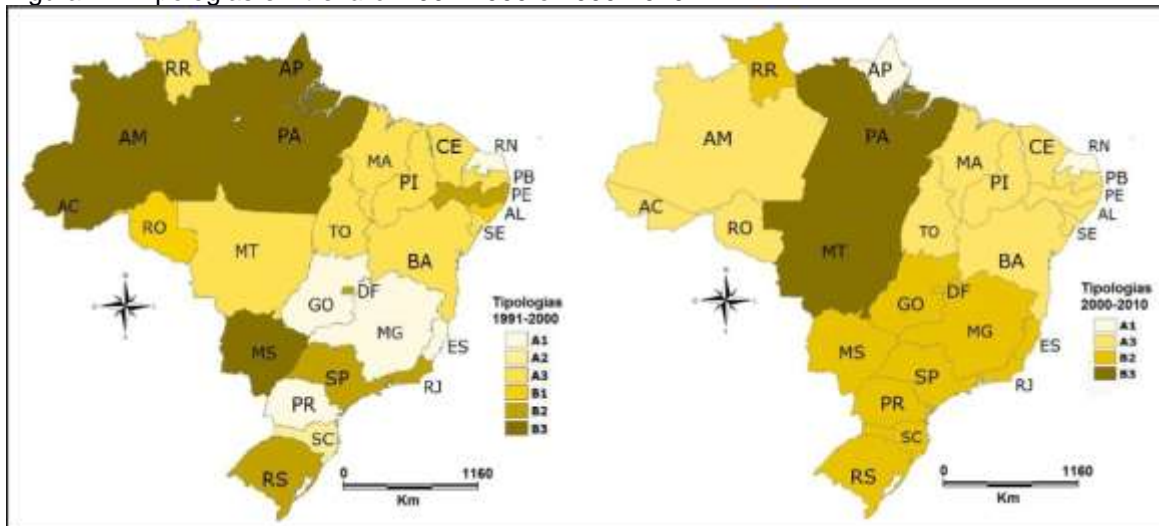 RR
AP
AM
PA
MA
CE
RN
PI
PB
PE
AL
SE
AC
RO
MT
TO
BA
GO
DF
MG
ES
MS
SP
RJ
PR
SC
RS
Tipologias
1991-2000
A1
A2
A3
B1
B2
B3
0 1160
Km
RR
AP
AM
PA
MA
CE
RN
PI
PB
PE
AL
SE
AC
RO
MT
TO
BA
GO
DF
MG
ES
MS
SP
RJ
PR
SC
RS
Tipologias
2000-2010
A1
A3
B2
B3
0 1160
Km